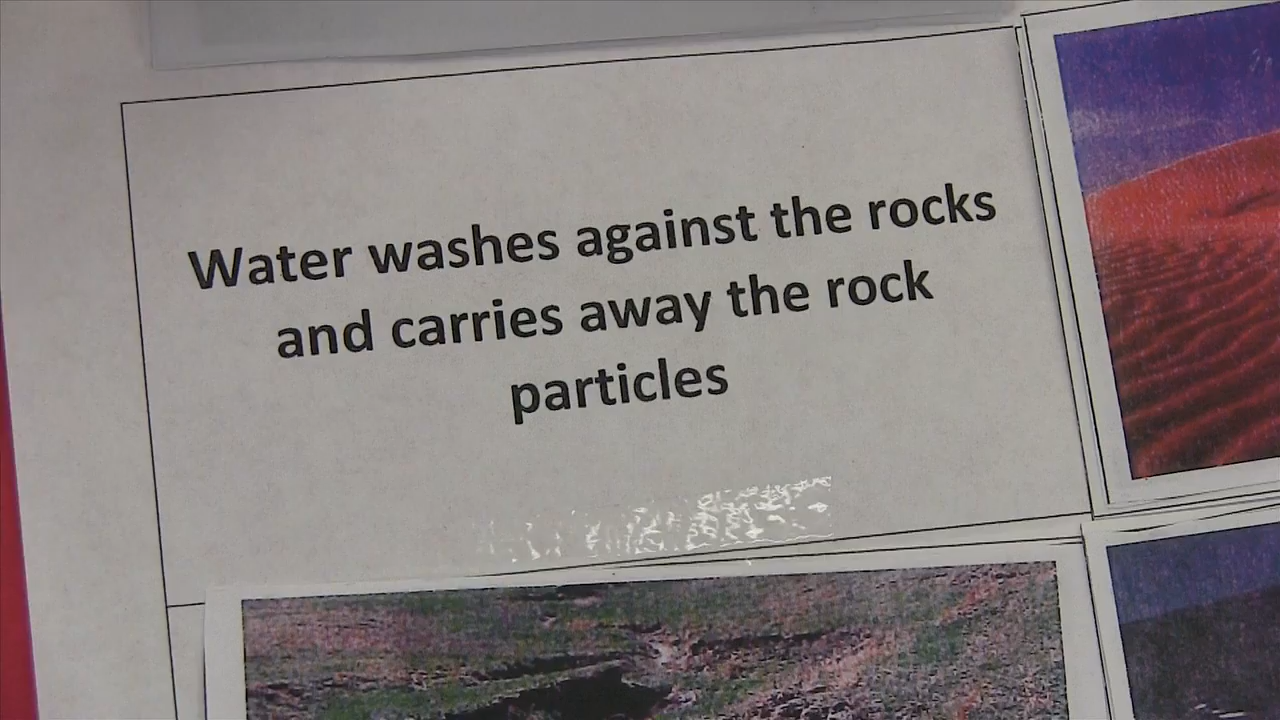 Water washes against the rocks
and carries away the rock
particles